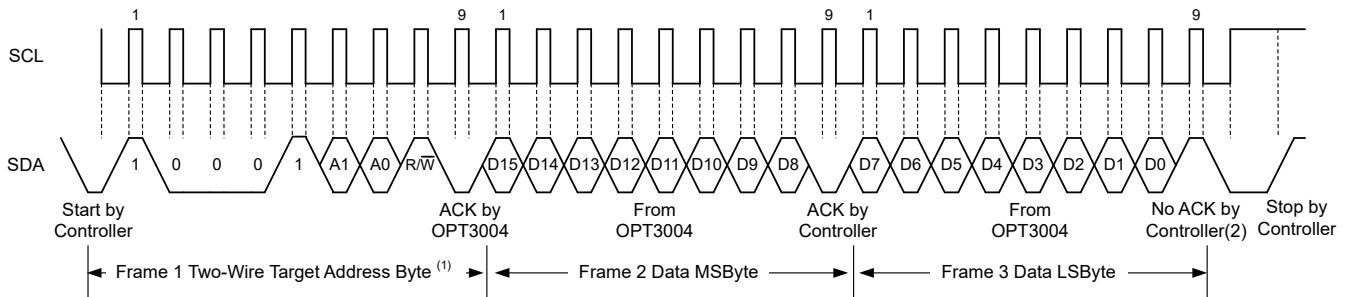 1 9 1 9 1 9
SCL
SDA 1 0 0 0 1 A1 A0 R/W̅ D15 D14 D13 D12 D11 D10 D9 D8 D7 D6 D5 D4 D3 D2 D1 D0
Start by
Controller
ACK by
OPT3004
From
OPT3004
ACK by
Controller
From
OPT3004
No ACK by
Controller(2)
Stop by
Controller
Frame 1 Two-Wire Target Address Byte (1)
Frame 2 Data MSByte
Frame 3 Data LSByte